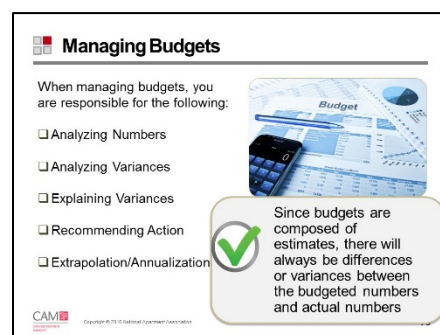 Managing Budgets
When managing budgets, you
are responsible for the following:
Analyzing Numbers
Analyzing Variances
Explaining Variances
Recommending Action
Extrapolation/Annualization
Budget
Since budgets are
composed of
estimates, there will
always be differences
or variances between
the budgeted numbers
and actual numbers
CAM
Copyright © 2016 National Apartment Association